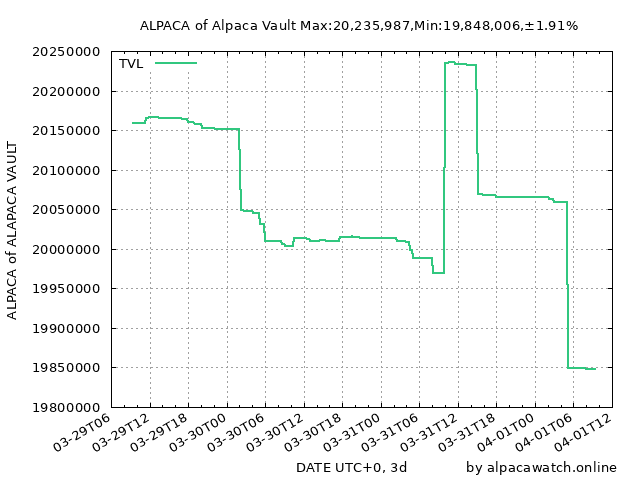 ALPACA of Alpaca Vault Max:20,235,987,Min:19,848,006,±1.91%
TVL
ALPACA of ALAPACA VAULT
20250000
20200000
20150000
20100000
20050000
20000000
19950000
19900000
19850000
19800000
03-29T06
03-29T12
03-29T18
03-30T00
03-30T06
03-30T12
03-30T18
03-31T00
03-31T06
03-31T12
03-31T18
04-01T00
04-01T06
04-01T12
DATE UTC+0, 3d
by alpacawatch.online